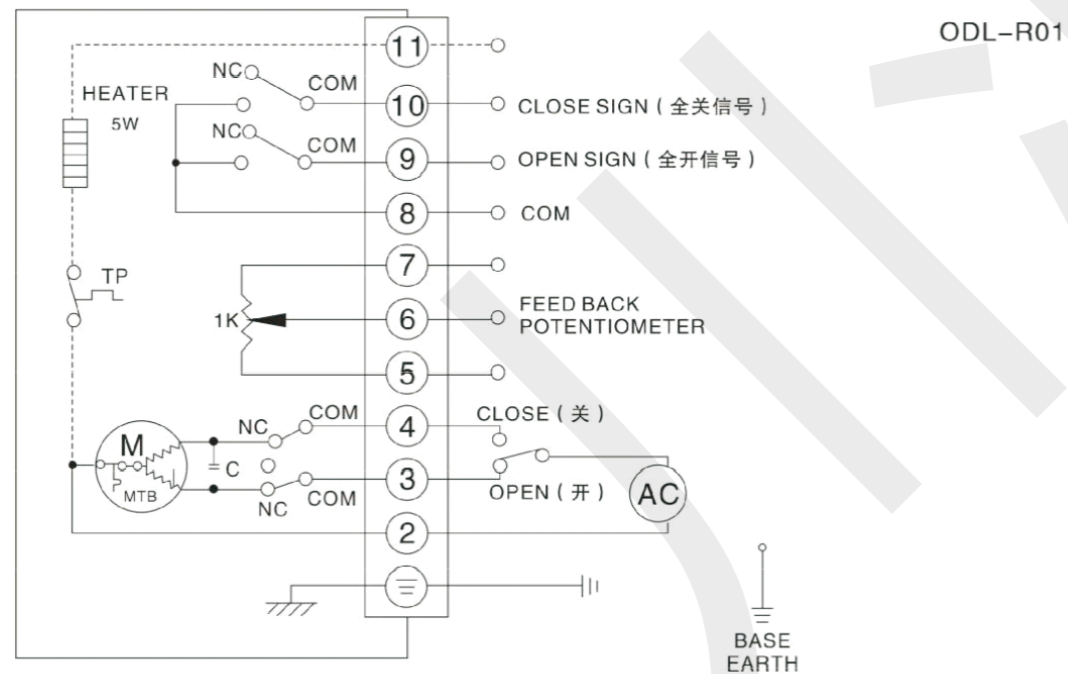 ODL-R01
11
NC
COM
HEATER
5W
10
CLOSE SIGN ( 全关信号 )
NC
COM
9
OPEN SIGN ( 全开信号 )
8
COM
7
TP
1K
6
FEED BACK
POTENTIOMETER
5
COM
4
CLOSE ( 关 )
NC
M
C
MTB
3
NC
COM
OPEN ( 开 )
AC
2
BASE
EARTH